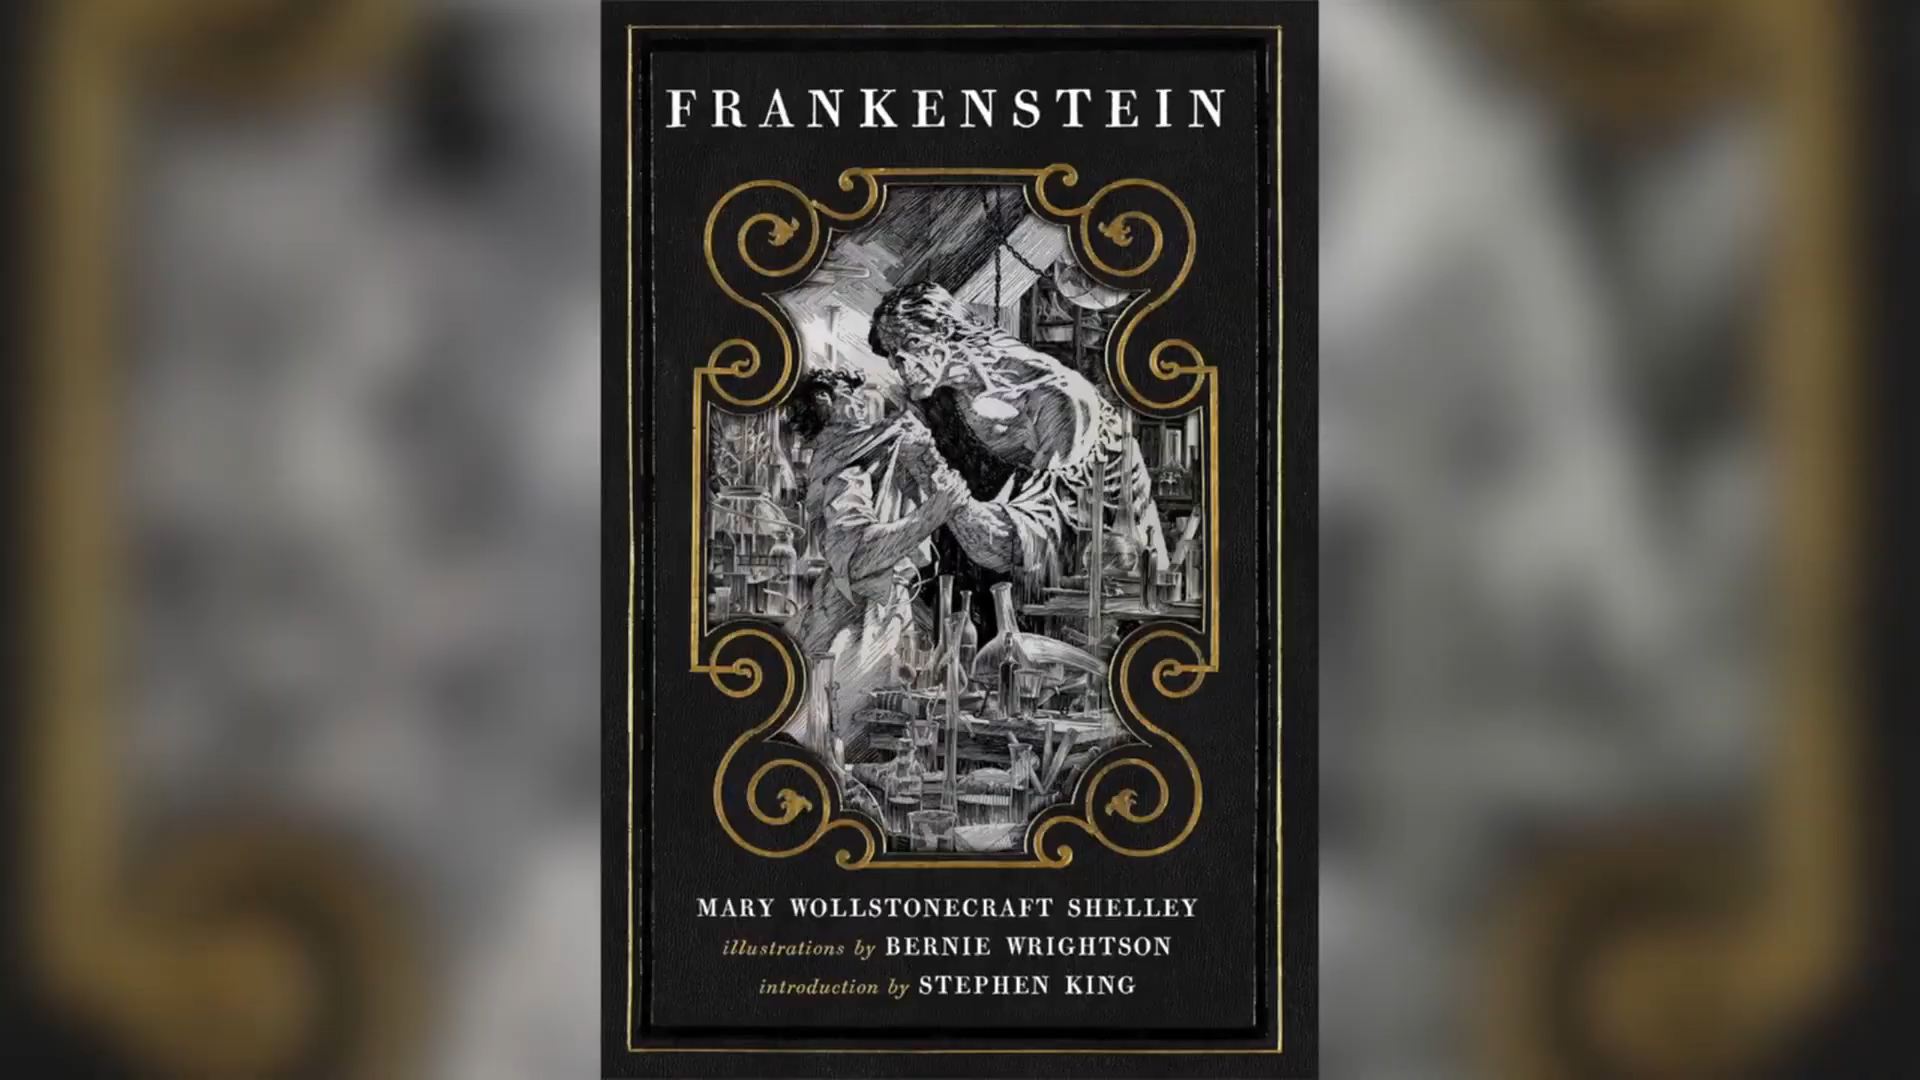 FRANKENSTEIN
MARY WOLLSTONECRAFT SHELLEY
illustrations by BERNIE WRIGHTSON
introduction by STEPHEN KING